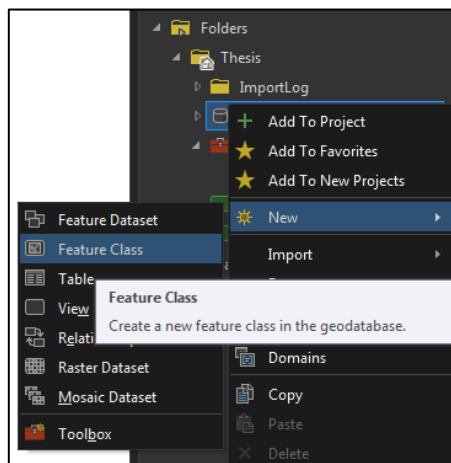 Folders
Thesis
ImportLog
Add To Project
Add To Favorites
Add To New Projects
New
Import
Domains
Copy
Paste
Delete
Feature Dataset
Feature Class
Table
View
Raster Dataset
Mosaic Dataset
Toolbox
Feature Class
Create a new feature class in the geodatabase.